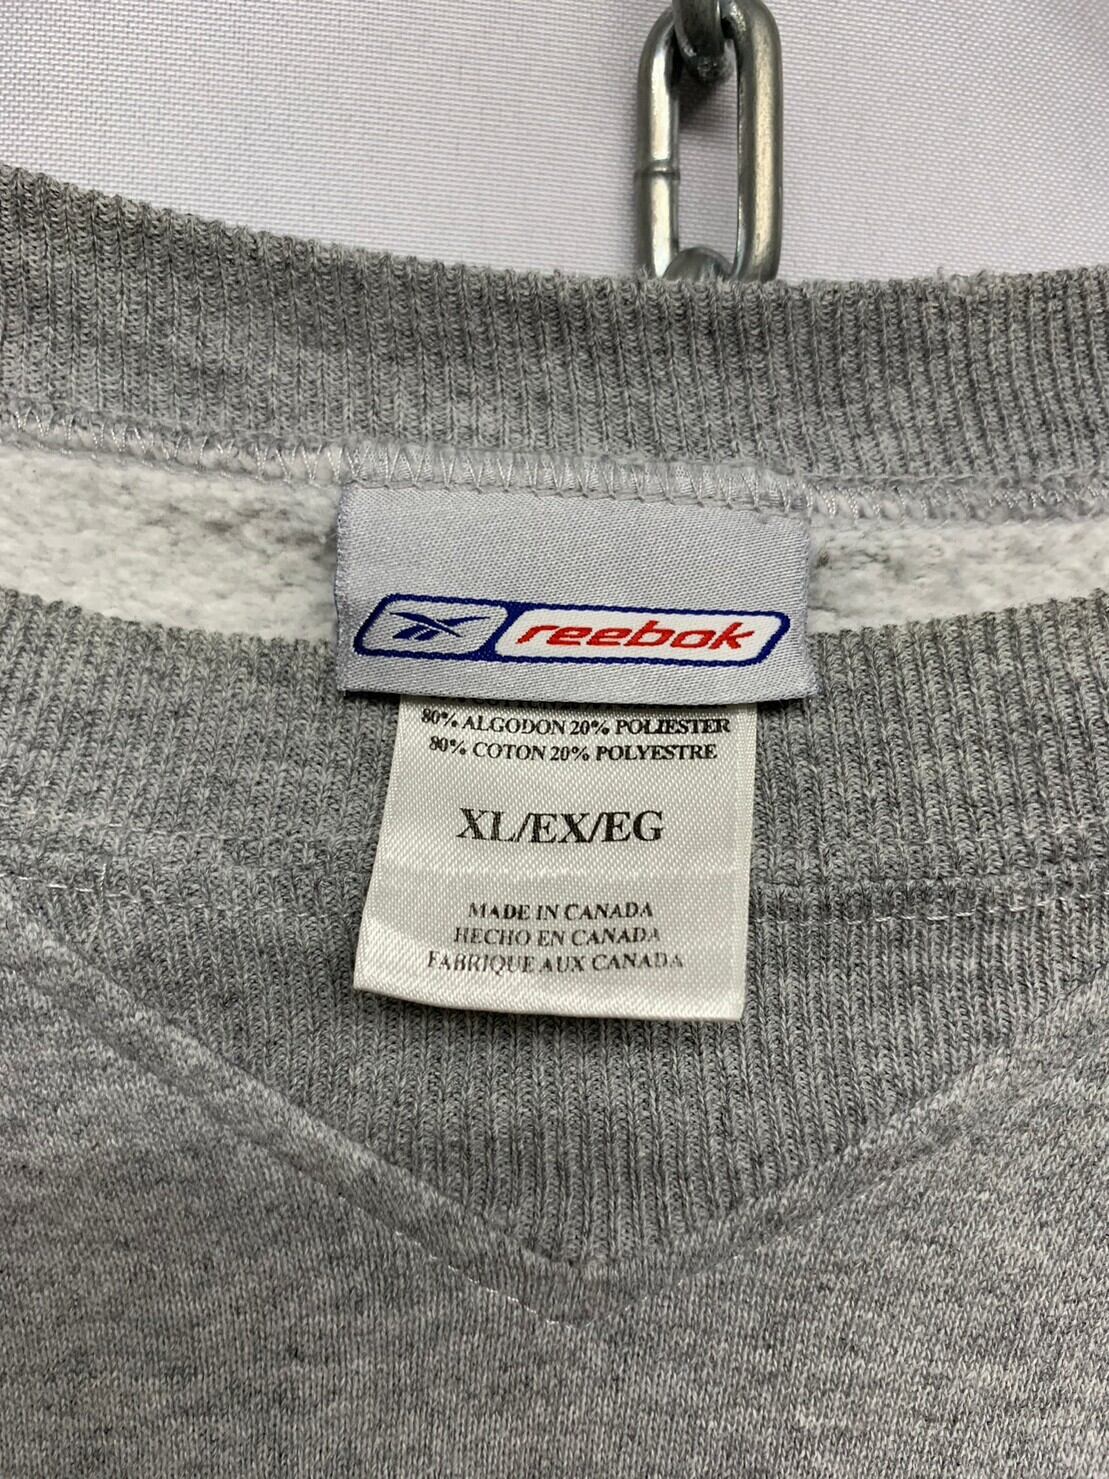 reebok
80% ALGODON 20% POLIESTER
80% COTON 20% POLYESTRE
XL/EX/EG
MADE IN CANADA
HECHO EN CANADA
FABRIQUE AUX CANADA